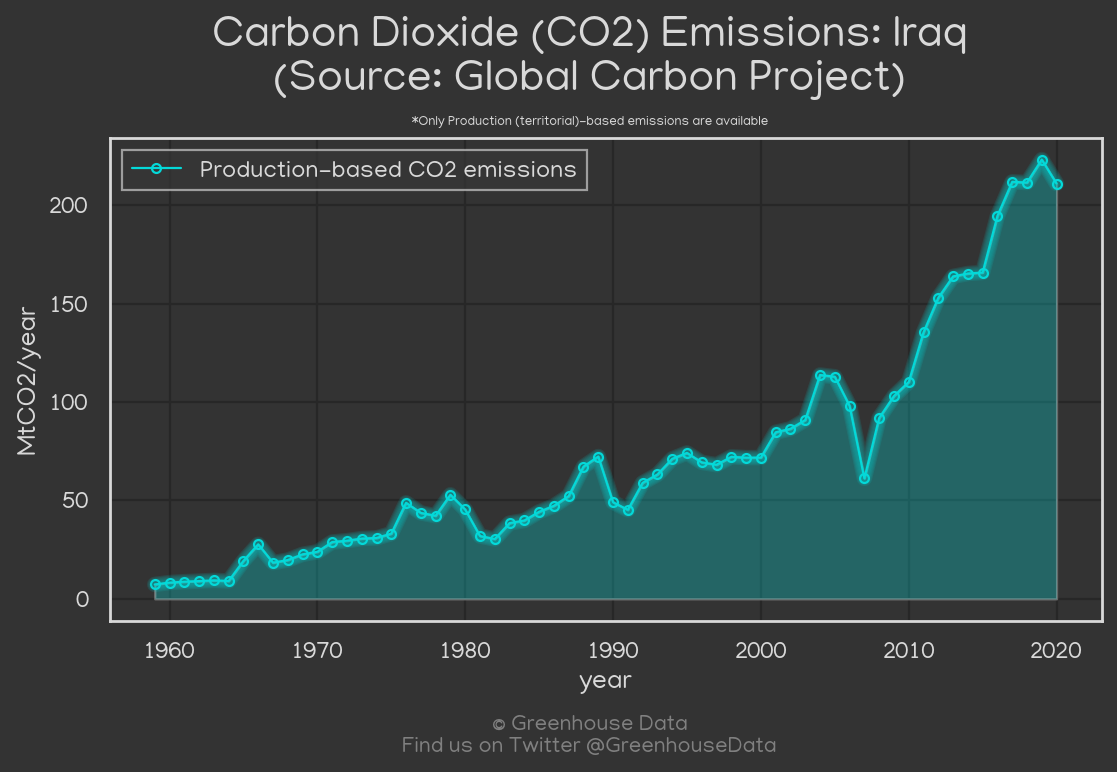 Carbon Dioxide (CO2) Emissions: Iraq
(Source: Global Carbon Project)
*Only Production (territorial)-based emissions are available
Production-based CO2 emissions
MtCO2/year
200
150
100
50
0
1960 1970 1980 1990 2000 2010 2020
year
© Greenhouse Data
Find us on Twitter @GreenhouseData